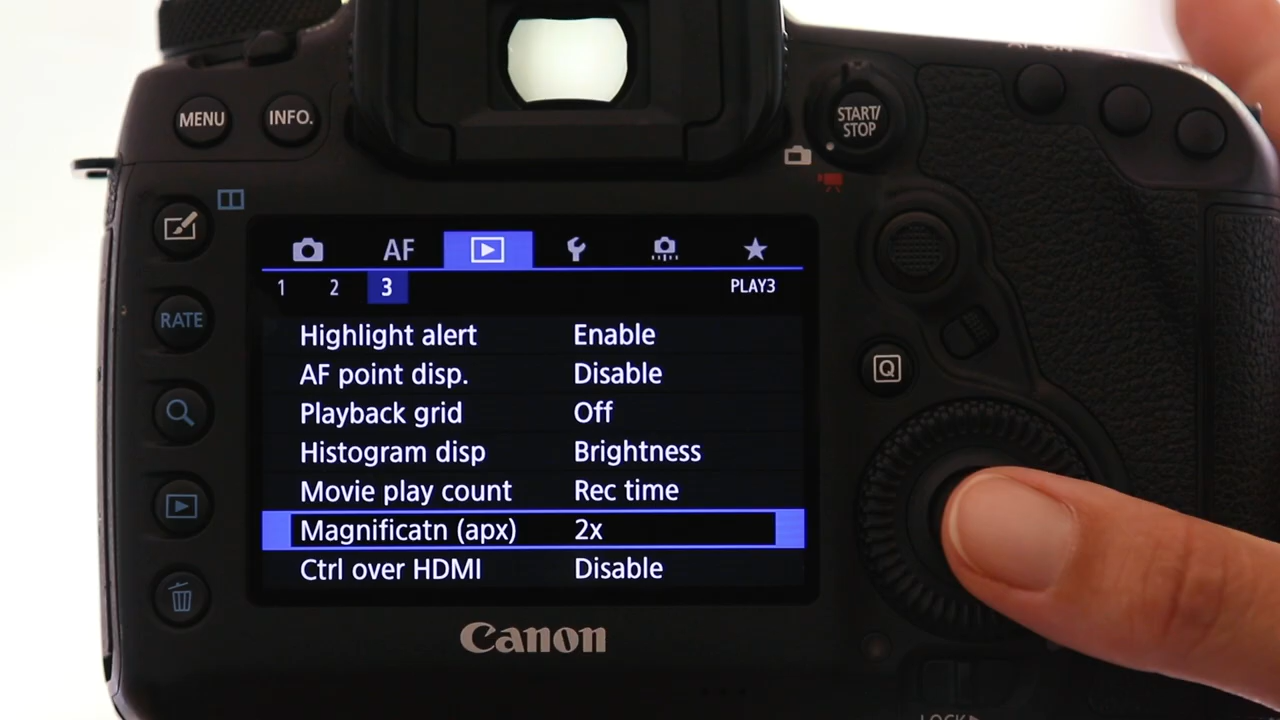 MENU
INFO.
START/
STOP
AF
1 2 3
PLAY3
RATE
Highlight alert Enable
AF point disp. Disable
Playback grid Off
Q
Histogram disp Brightness
Movie play count Rec time
Magnificatn (apx) 2x
Ctrl over HDMI Disable
Canon
LOCK